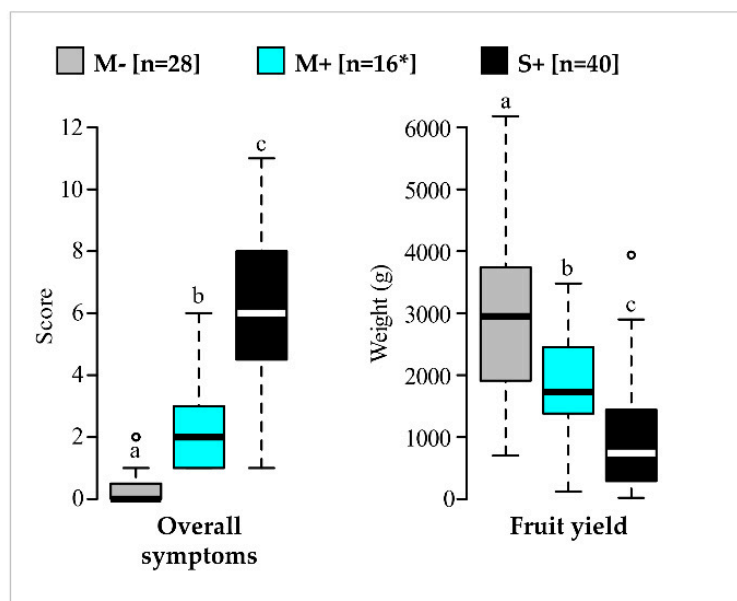 M- [n=28] M+ [n=16*] S+ [n=40]
Score
12
10
8
6
4
2
0
a
b
c
Overall
symptoms
Weight (g)
6000
5000
4000
3000
2000
1000
0
a
b
c
Fruit yield